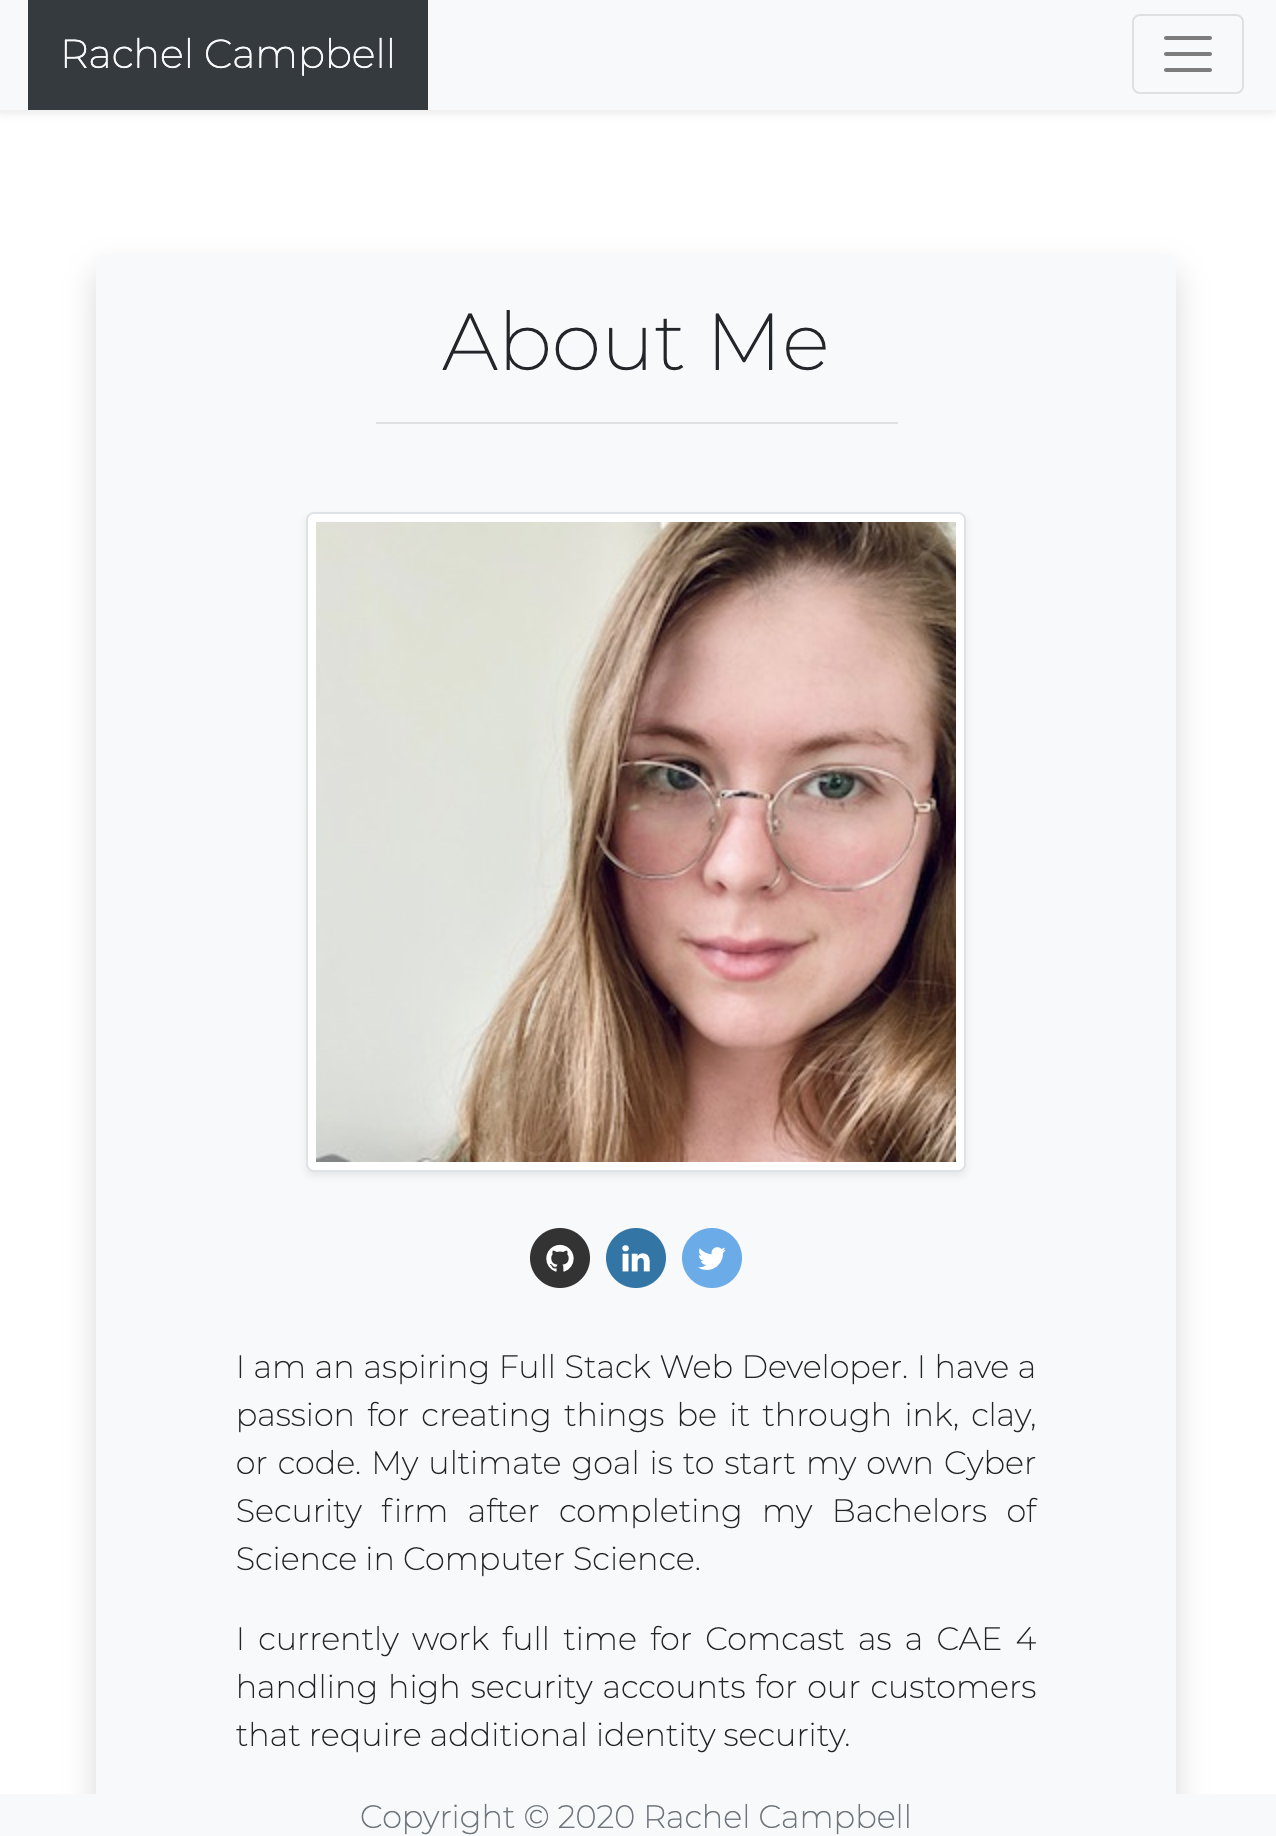 Rachel Campbell
About Me
in
I am an aspiring Full Stack Web Developer. I have a
passion for creating things be it through ink, clay,
or code. My ultimate goal is to start my own Cyber
Security firm after completing my Bachelors of
Science in Computer Science.
I currently work full time for Comcast as a CAE 4
handling high security accounts for our customers
that require additional identity security.
Copyright © 2020 Rachel Campbell